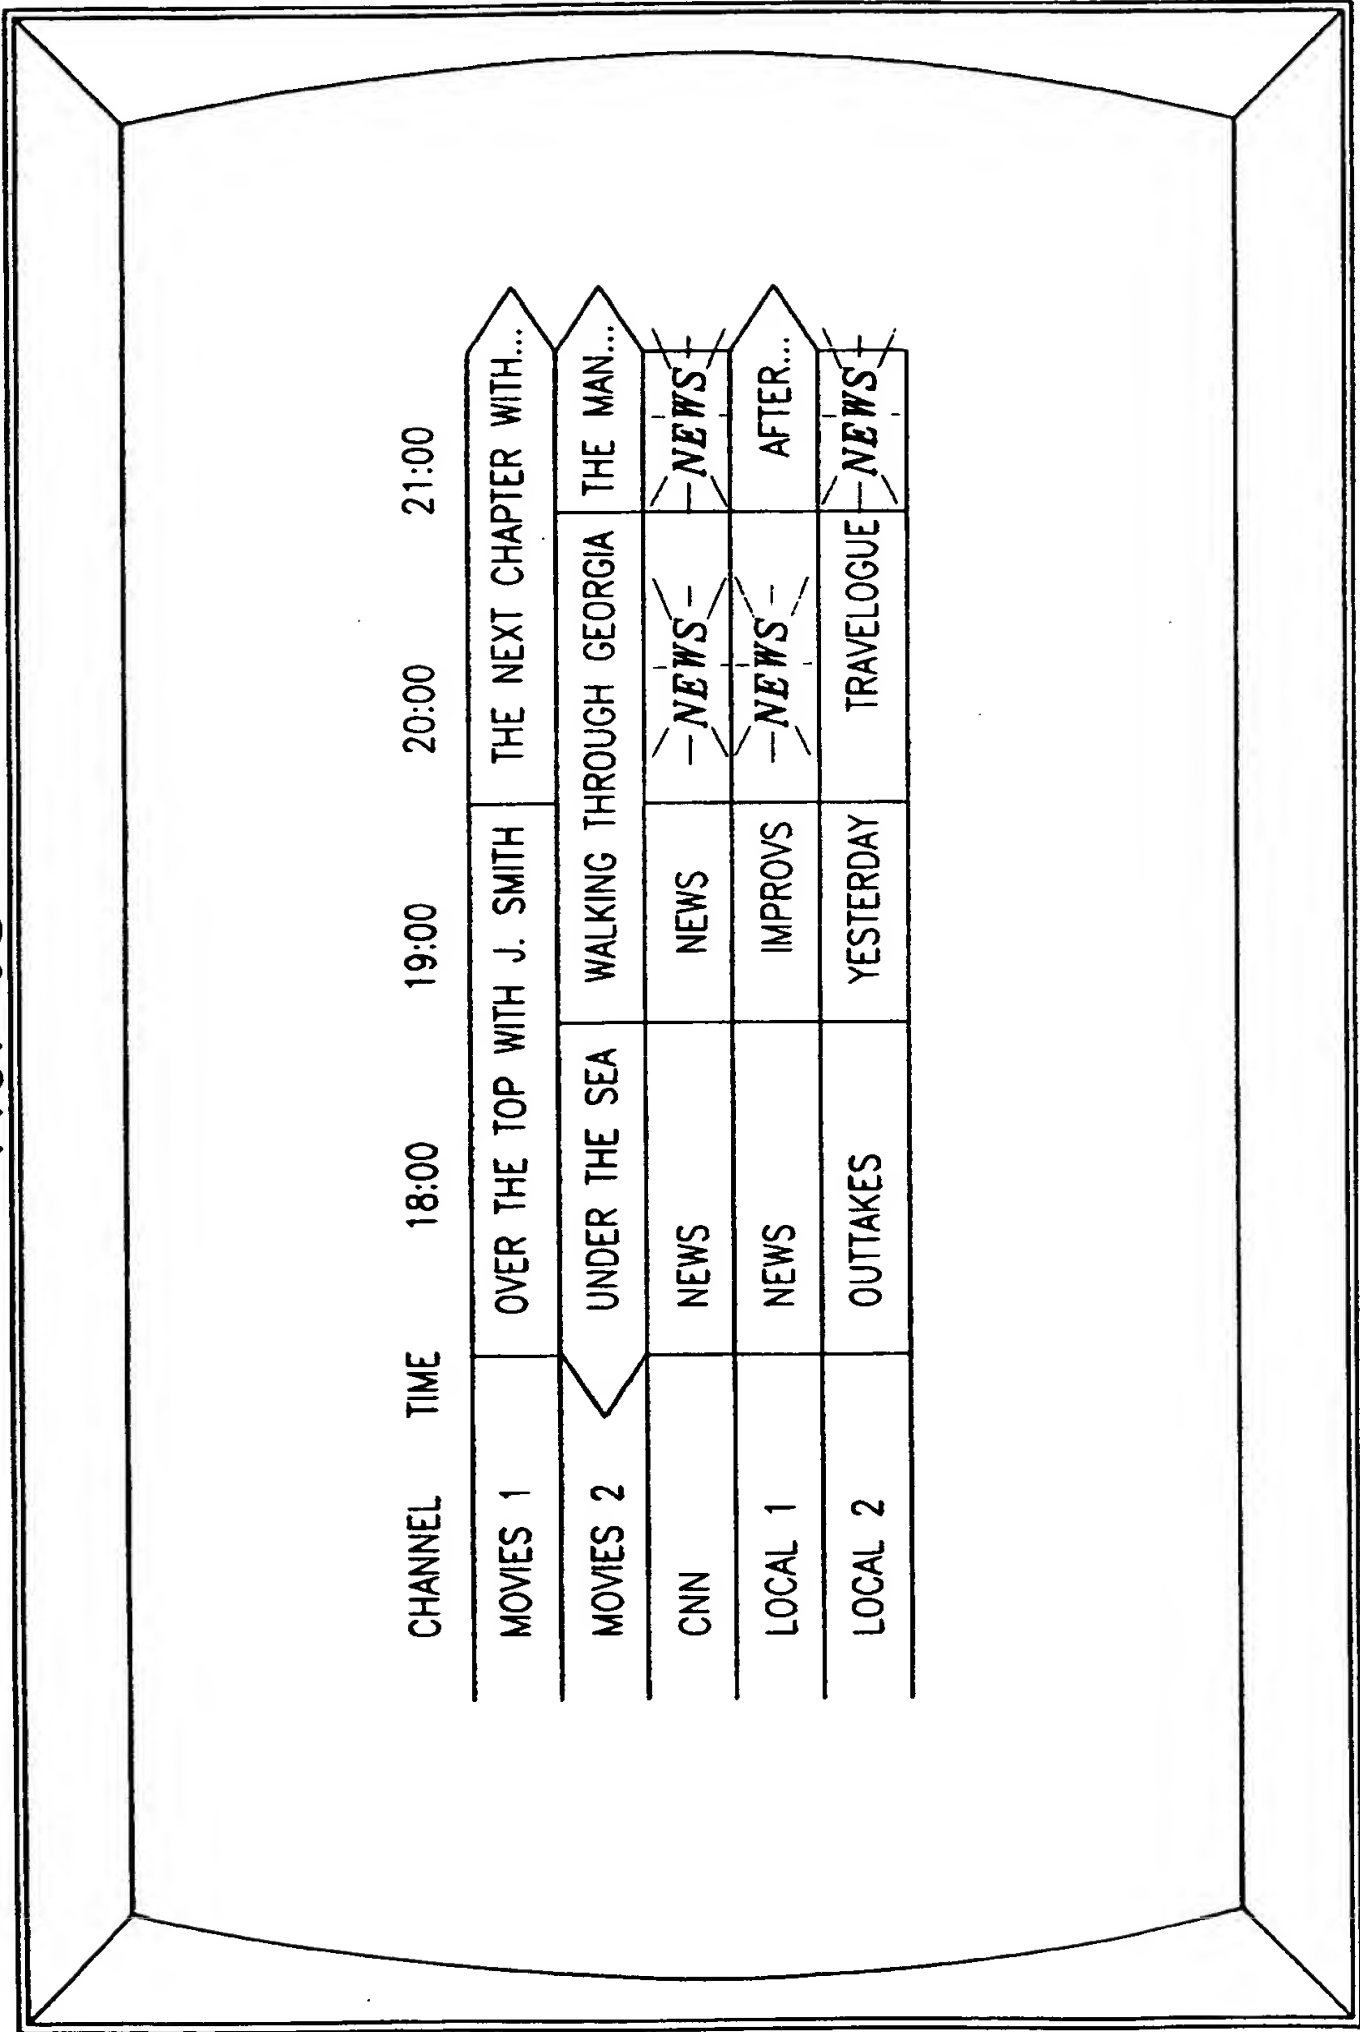 CHANNEL TIME 18:00 19:00 20:00 21:00
MOVIES 1 OVER THE TOP WITH J. SMITH THE NEXT CHAPTER WITH...
MOVIES 2 UNDER THE SEA WALKING THROUGH GEORGIA THE MAN...
CNN NEWS NEWS NEWS NEWS
LOCAL 1 NEWS IMPROVS NEWS AFTER...
LOCAL 2 OUTTAKES YESTERDAY TRAVELOGUE NEWS